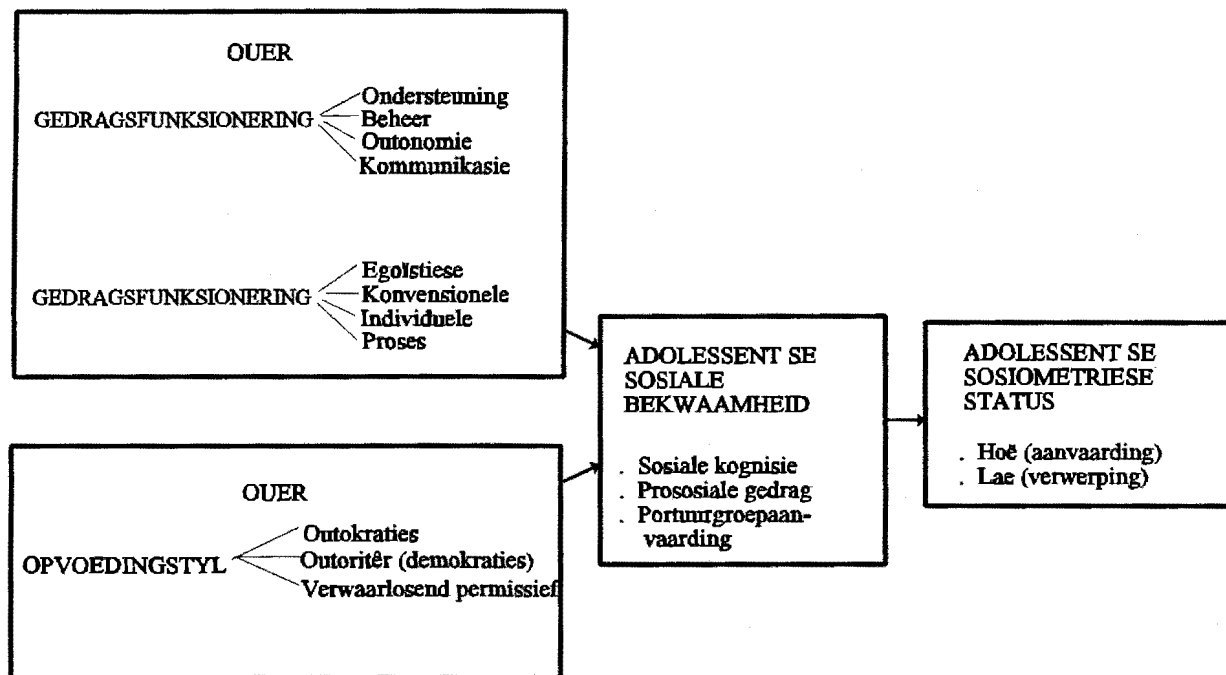 OUER
GEDRAGSFUNKSIONERING
Ondersteuning
Beheer
Outonomie
Kommunikasie
GEDRAGSFUNKSIONERING
Egoïstiese
Konvensionele
Individuele
Proses
OUER
OPVOEDINGSTYL
Outokraties
Outoritêr (demokraties)
Verwaarlosend permissief
ADOLESSENT SE
SOSIALE
BEKWAAMHEID
. Sosiale kognisie
. Prososiale gedrag
. Portuurgroepaan-
vaarding
ADOLESSENT SE
SOSIOMETRIESE
STATUS
. Hoë (aanvaarding)
. Lae (verwerping)